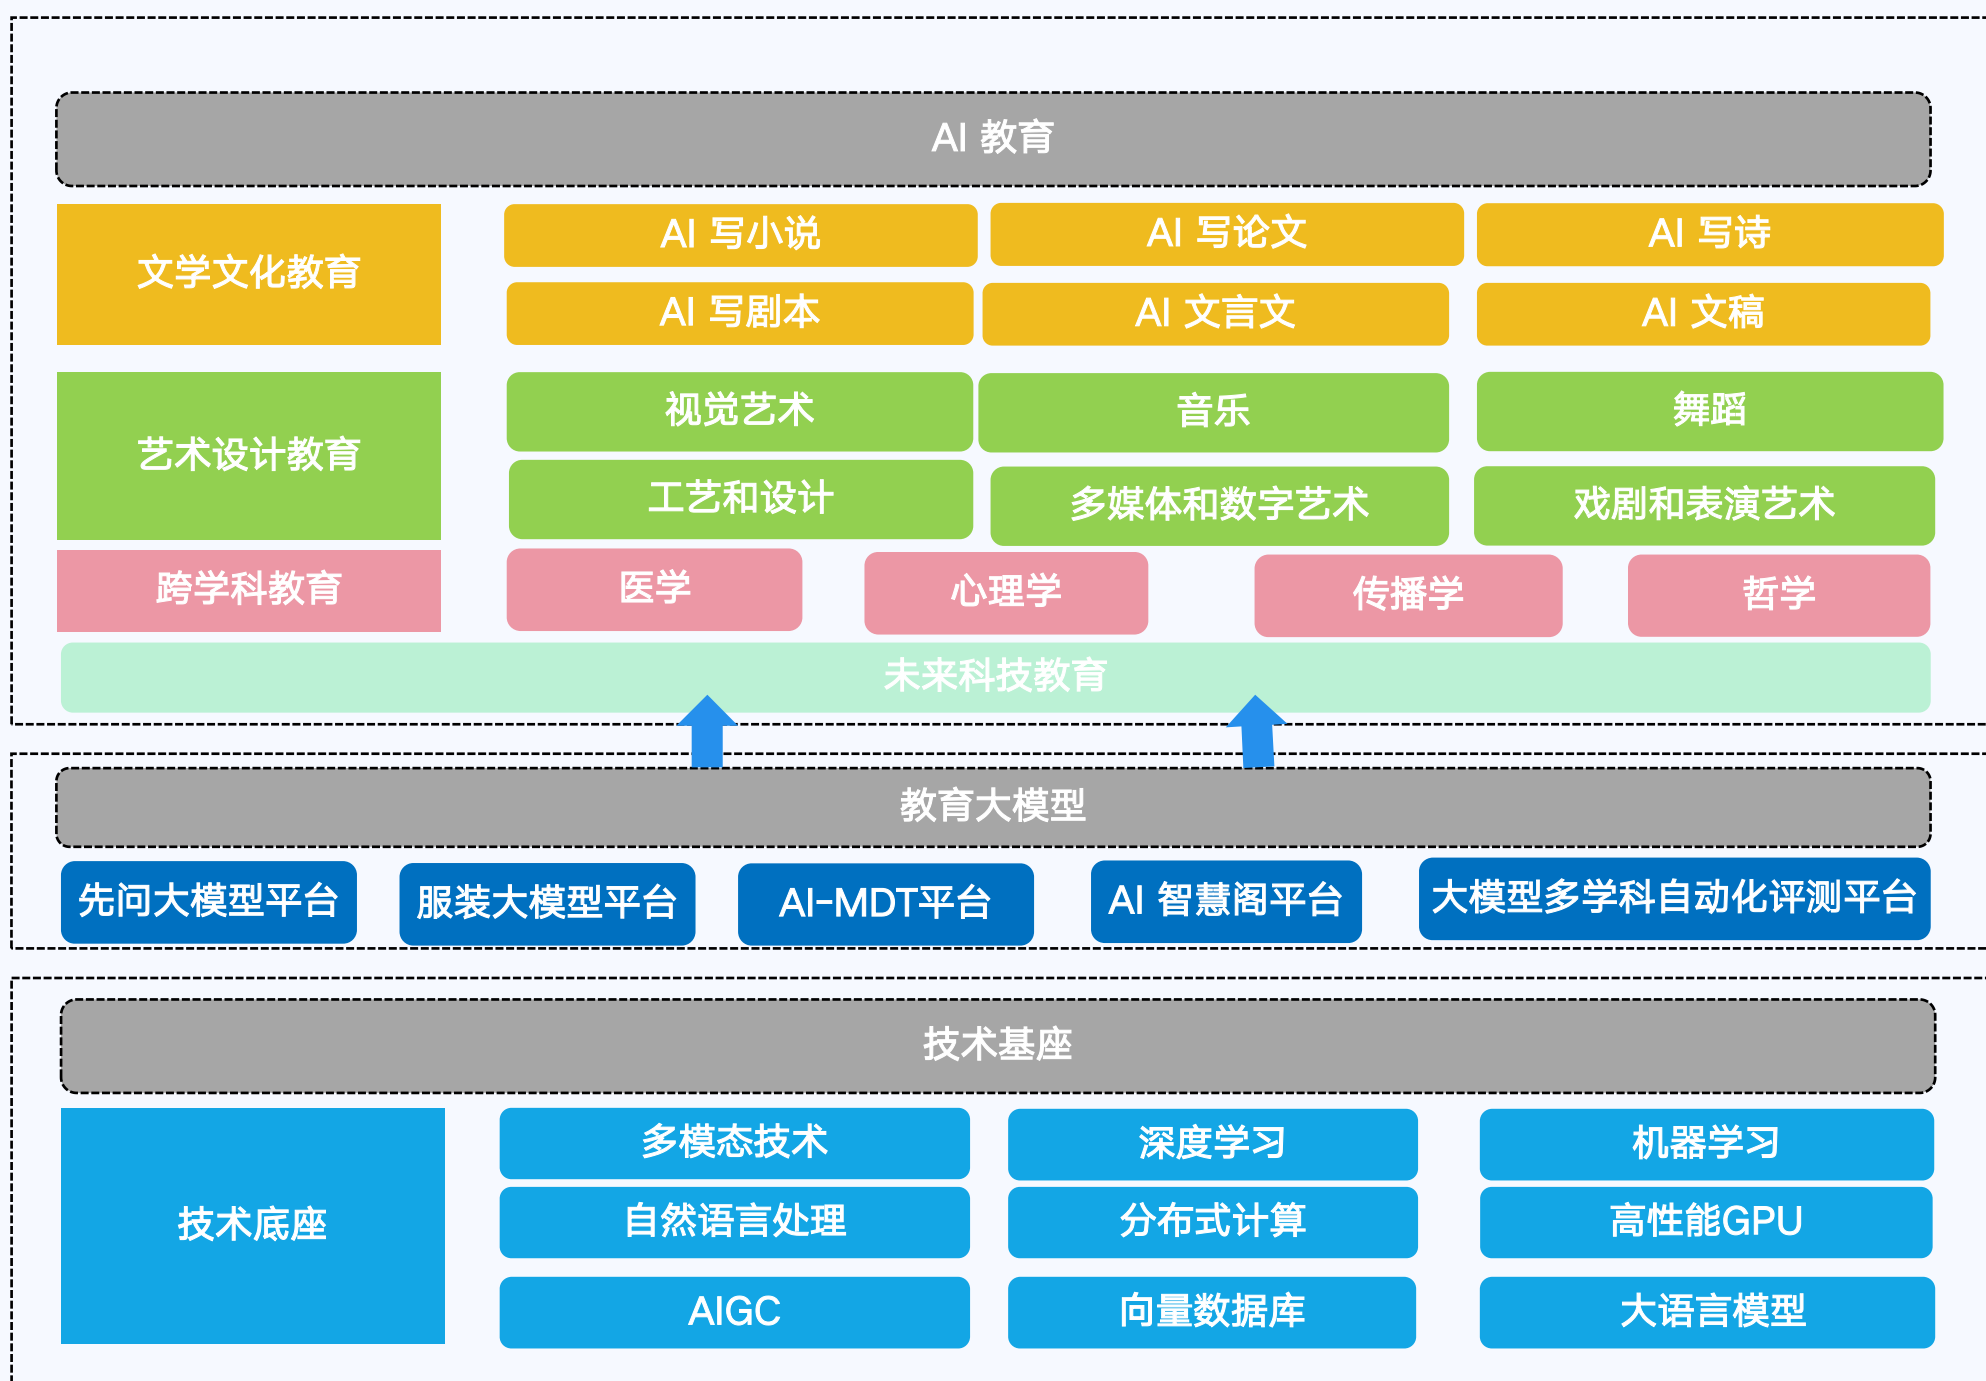 AI 教育
文学文化教育
AI 写小说
AI 写论文
AI 写诗
AI 写剧本
AI 文言文
AI 文稿
艺术设计教育
视觉艺术
音乐
舞蹈
工艺和设计
多媒体和数字艺术
戏剧和表演艺术
跨学科教育
医学
心理学
传播学
哲学
未来科技教育
教育大模型
先问大模型平台
服装大模型平台
AI-MDT平台
AI 智慧阁平台
大模型多学科自动化评测平台
技术基座
技术底座
多模态技术
深度学习
机器学习
自然语言处理
分布式计算
高性能GPU
AIGC
向量数据库
大语言模型